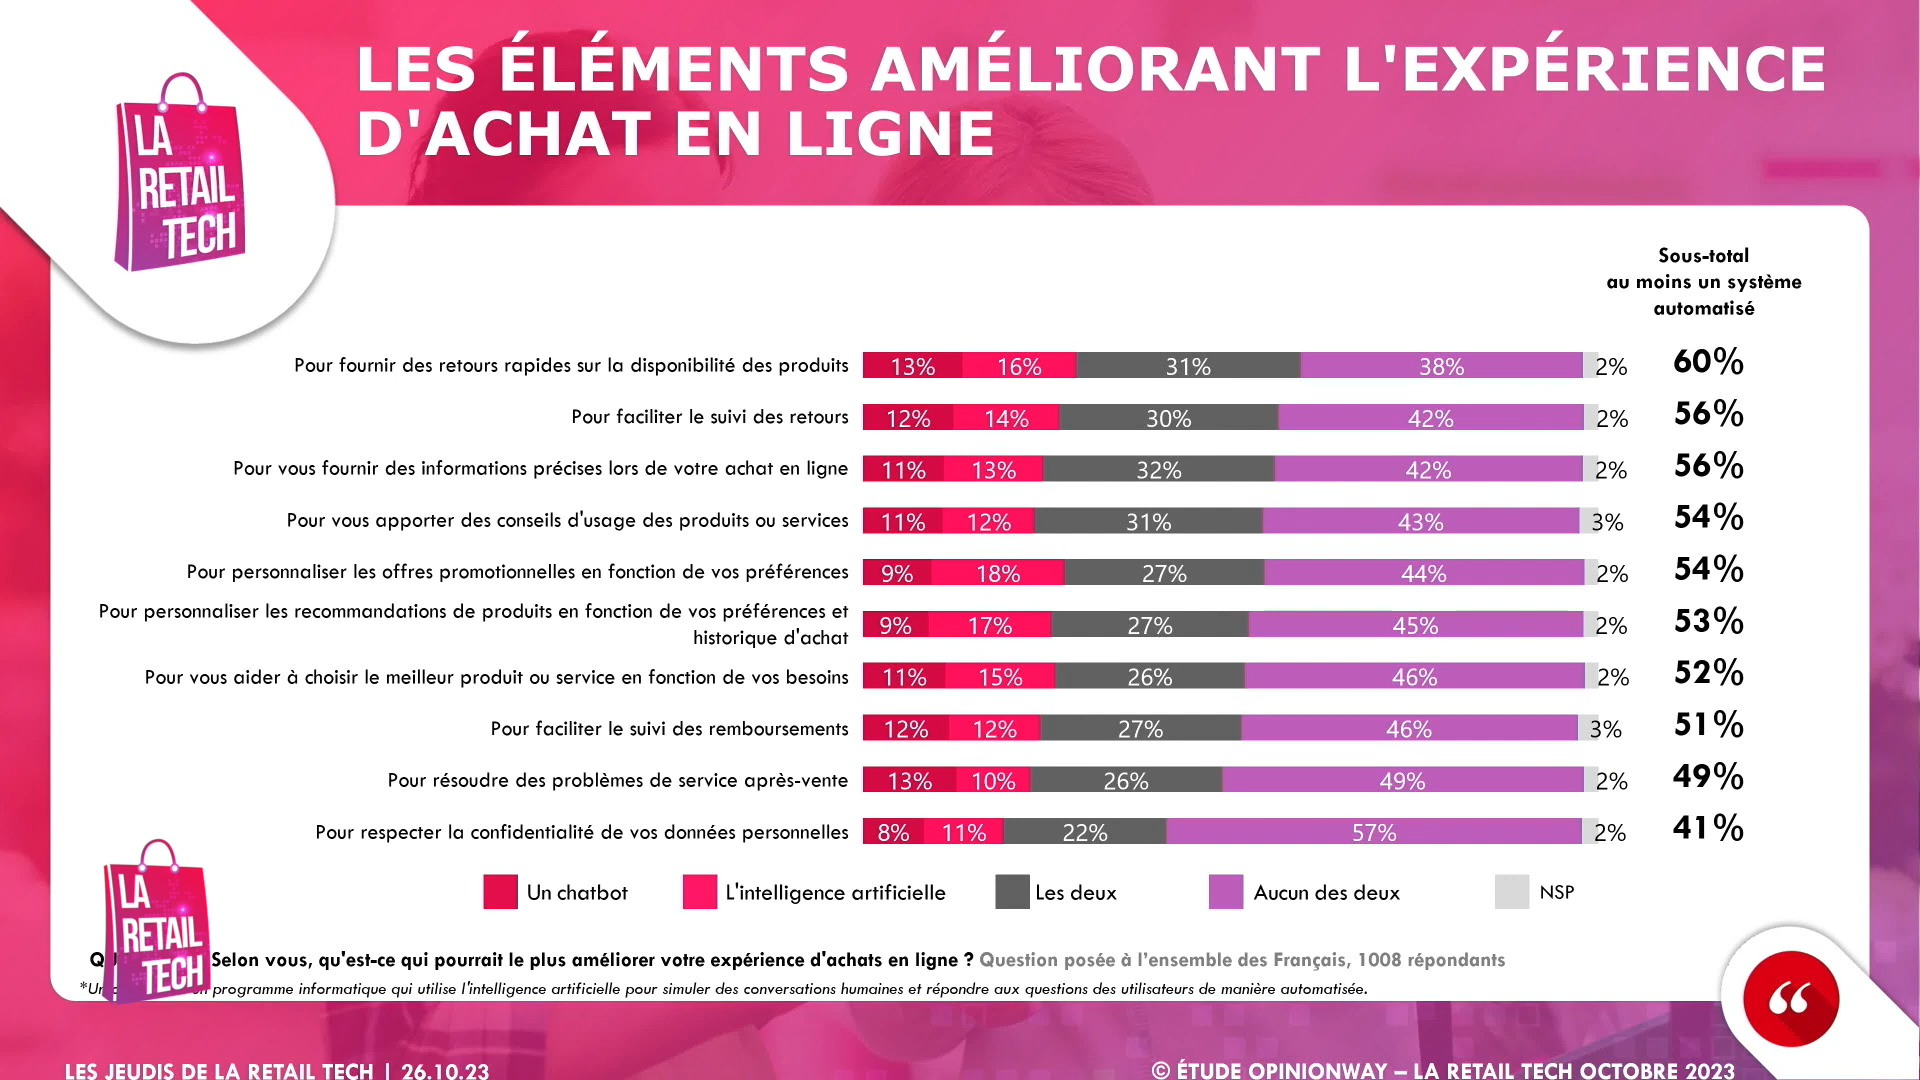 LES ÉLÉMENTS AMÉLIORANT L'EXPÉRIENCE
D'ACHAT EN LIGNE
LA
RETAIL
TECH
Sous-total
au moins un système
automatisé
Pour fournir des retours rapides sur la disponibilité des produits 13% 16% 31% 38% 2% 60%
Pour faciliter le suivi des retours 12% 14% 30% 42% 2% 56%
Pour vous fournir des informations précises lors de votre achat en ligne 11% 13% 32% 42% 2% 56%
Pour vous apporter des conseils d'usage des produits ou services 11% 12% 31% 43% 3% 54%
Pour personnaliser les offres promotionnelles en fonction de vos préférences 9% 18% 27% 44% 2% 54%
Pour personnaliser les recommandations de produits en fonction de vos préférences et
historique d'achat 9% 17% 27% 45% 2% 53%
Pour vous aider à choisir le meilleur produit ou service en fonction de vos besoins 11% 15% 26% 46% 2% 52%
Pour faciliter le suivi des remboursements 12% 12% 27% 46% 3% 51%
Pour résoudre des problèmes de service après-vente 13% 10% 26% 49% 2% 49%
Pour respecter la confidentialité de vos données personnelles 8% 11% 22% 57% 2% 41%
Un chatbot L'intelligence artificielle Les deux Aucun des deux NSP
LA
RETAIL
TECH
Selon vous, qu'est-ce qui pourrait le plus améliorer votre expérience d'achats en ligne ? Question posée à l'ensemble des Français, 1008 répondants
programme informatique qui utilise l'intelligence artificielle pour simuler des conversations humaines et répondre aux questions des utilisateurs de manière automatisée.
LES JEUDIS DE LA RETAIL TECH | 26.10.23
© ÉTUDE OPINIONWAY – LA RETAIL TECH OCTOBRE 2023